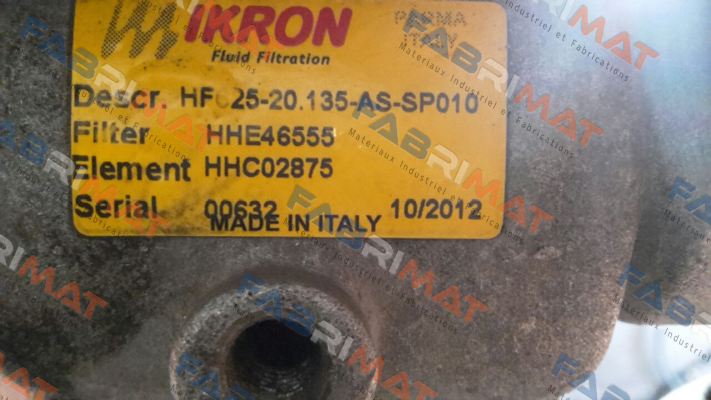 IKRON
PARMA
Fluid Filtration
Descr. HF 25-20.135-AS-SP010
Filter HHE46555
Element HHC02875
Serial 00632 10/2012
MADE IN ITALY
FABRIMAT
Materiaux Industriel et Fabrications